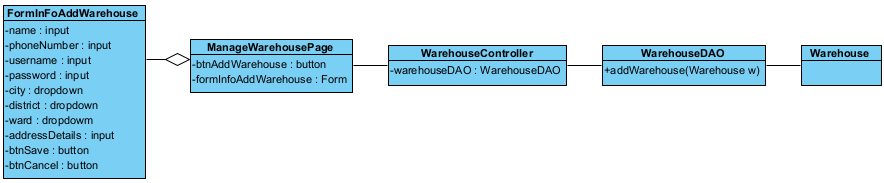 FormInFoAddWarehouse
-name : input
-phoneNumber : input
-username : input
-password : input
-city : dropdown
-district : dropdown
-ward : dropdowm
-addressDetails : input
-btnSave : button
-btnCancel : button
ManageWarehousePage
-btnAddWarehouse : button
-formInfoAddWarehouse : Form
WarehouseController
-warehouseDAO : WarehouseDAO
WarehouseDAO
+addWarehouse(Warehouse w)
Warehouse